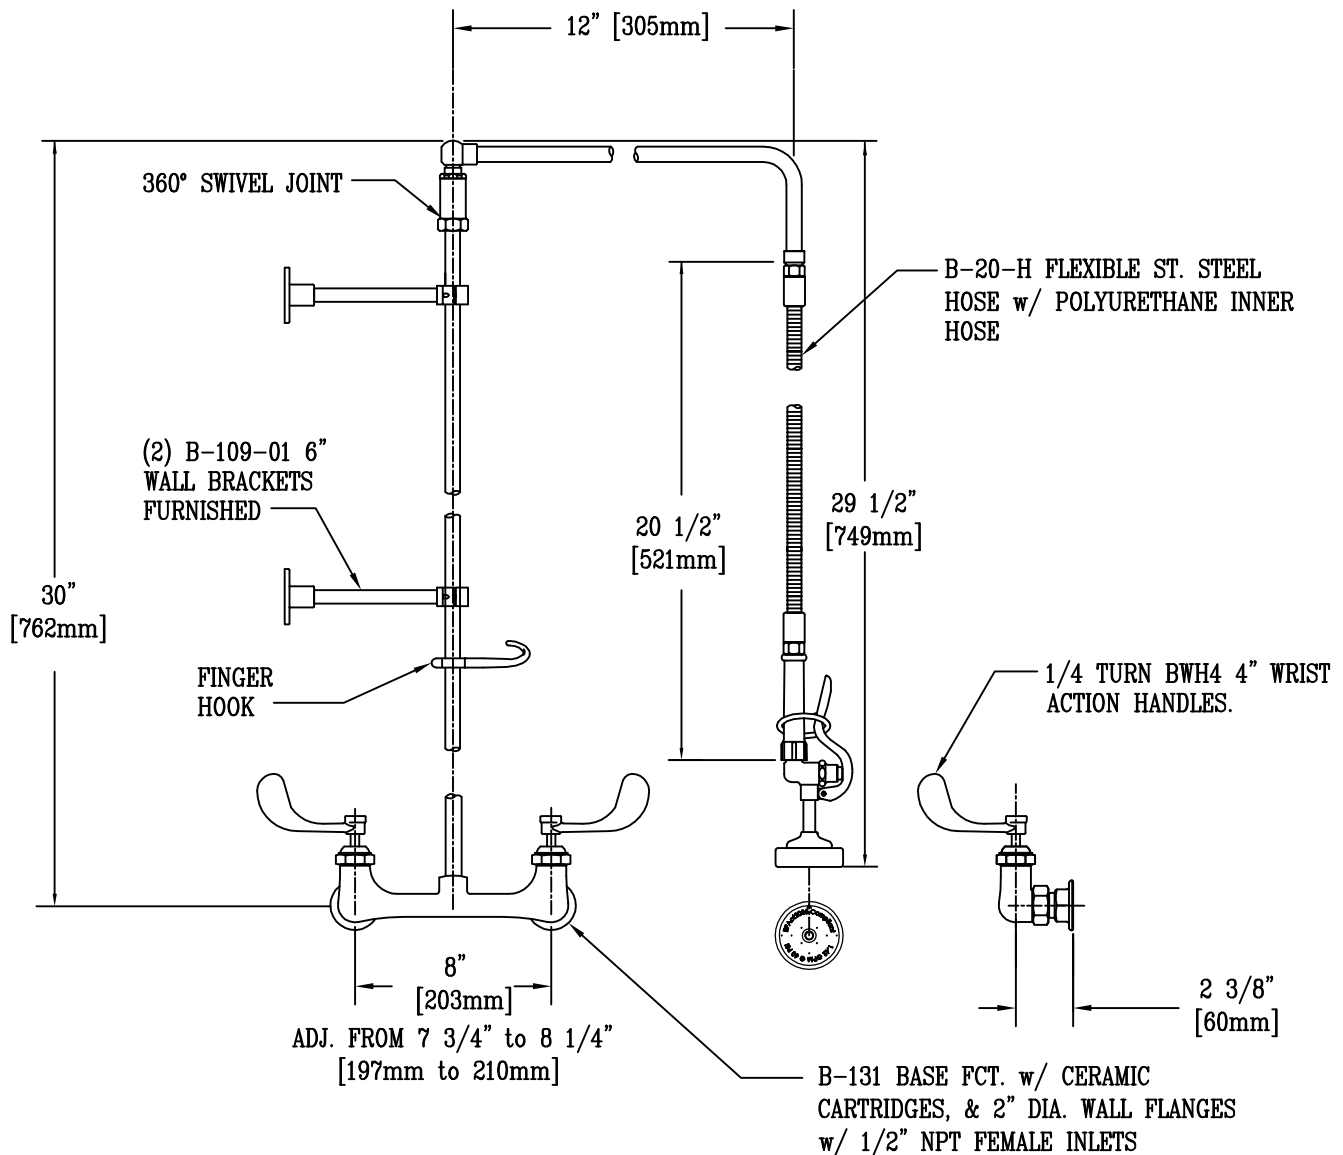 12" [305mm]
360° SWIVEL JOINT
B-20-H FLEXIBLE ST. STEEL
HOSE w/ POLYURETHANE INNER
HOSE
(2) B-109-01 6"
WALL BRACKETS
FURNISHED
29 1/2"
[749mm]
20 1/2"
[521mm]
30"
[762mm]
FINGER
HOOK
1/4 TURN BWH4 4" WRIST
ACTION HANDLES.
8"
[203mm]
ADJ. FROM 7 3/4" to 8 1/4"
[197mm to 210mm]
2 3/8"
[60mm]
B-131 BASE FCT. w/ CERAMIC
CARTRIDGES, & 2" DIA. WALL FLANGES
w/ 1/2" NPT FEMALE INLETS